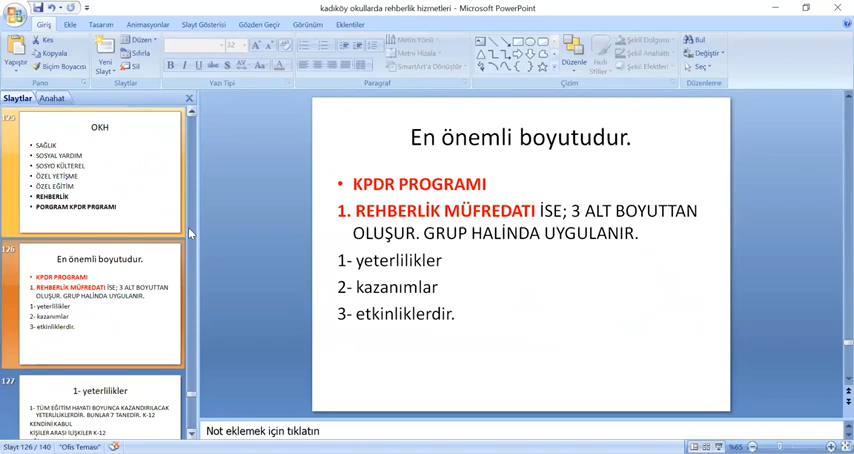 kadıköy okullarda rehberlik hizmetleri - Microsoft PowerPoint
Giriş Ekle Tasarım Animasyonlar Slayt Gösterisi Gözden Geçir Görünüm Eklentiler
Yapıştır
Kes
Kopyala
Biçim Boyacısı
Pano
Yeni Slayt
Düzen
Sıfırla
Sil
Slaytlar
32
Yazı Tipi
Metin Yönü
Metni Hizala
SmartArt'a Dönüştür
Paragraf
Düzenle
Hızlı Stiller
Şekil Dolgusu
Şekil Anahattı
Şekil Efektleri
Çizim
Bul
Değiştir
Seç
Düzenleme
Slaytlar Anahat
125
OKH
SAĞLIK
SOSYAL YARDIM
SOSYO KÜLTEREL
ÖZEL YETİŞME
ÖZEL EĞİTİM
REHBERLİK
PORGRAM KPDR PRGRAMI
126
En önemli boyutudur.
• KPDR PROGRAMI
1. REHBERLİK MÜFREDATI İSE; 3 ALT BOYUTTAN
OLUŞUR. GRUP HALİNDA UYGULANIR.
1- yeterlilikler
2- kazanımlar
3- etkinliklerdir.
127
1- yeterlilikler
1- TÜM EĞİTİM HAYATI BOYUNCA KAZANDIRILACAK
YETERLİLİKLERDİR. BUNLAR 7 TANEDİR. K-12
KENDİNİ KABUL
KİŞİLER ARASI İLİŞKİLER K-12
En önemli boyutudur.
• KPDR PROGRAMI
1. REHBERLİK MÜFREDATI İSE; 3 ALT BOYUTTAN
OLUŞUR. GRUP HALİNDA UYGULANIR.
1- yeterlilikler
2- kazanımlar
3- etkinliklerdir.
Not eklemek için tıklatın
Slayt 126 / 140 "Ofis Teması" %65